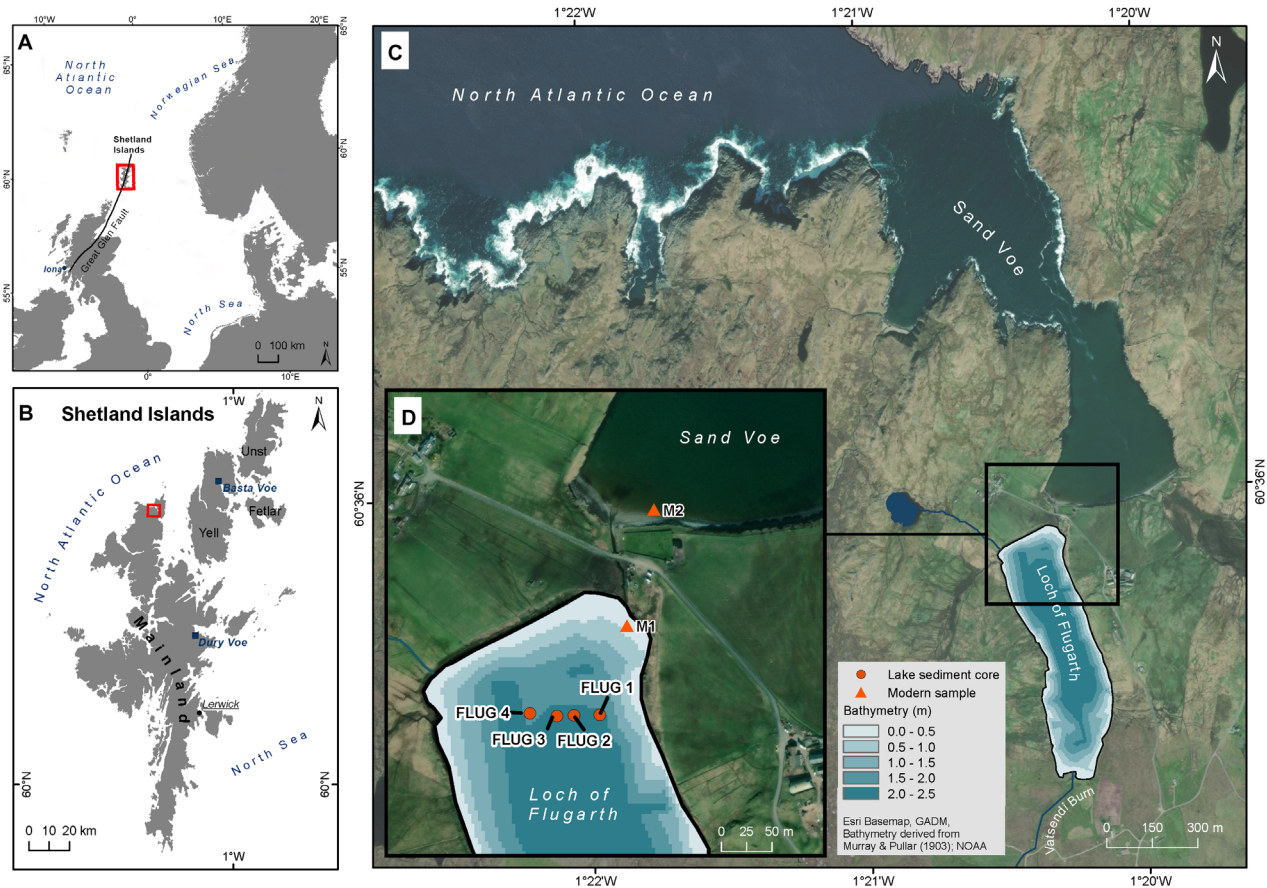 10°W
0°
10°E
20°E
65°N
60°N
55°N
65°N
60°N
55°N
0°
10°E
A
North
Atlantic
Ocean
Norwegian Sea
Shetland
Islands
Great Glen Fault
Iona
North Sea
0 100 km
N
B
Shetland Islands
1°W
N
North Atlantic Ocean
Unst
Basta Voe
Fetlar
Yell
Dury Voe
Mainland
Lerwick
North Sea
60°N
60°N
0 10 20 km
1°W
1°22'W
1°21'W
1°20'W
C
N
North Atlantic Ocean
Sand Voe
60°36'N
60°36'N
Loch of Flugarth
Vatsendi Burn
0 150 300 m
1°22'W
1°21'W
1°20'W
D
Sand Voe
M2
M1
FLUG 1
FLUG 4
FLUG 3
FLUG 2
Loch of
Flugarth
0 25 50 m
Lake sediment core
Modern sample
Bathymetry (m)
0.0 - 0.5
0.5 - 1.0
1.0 - 1.5
1.5 - 2.0
2.0 - 2.5
Esri Basemap, GADM,
Bathymetry derived from
Murray & Pullar (1903); NOAA